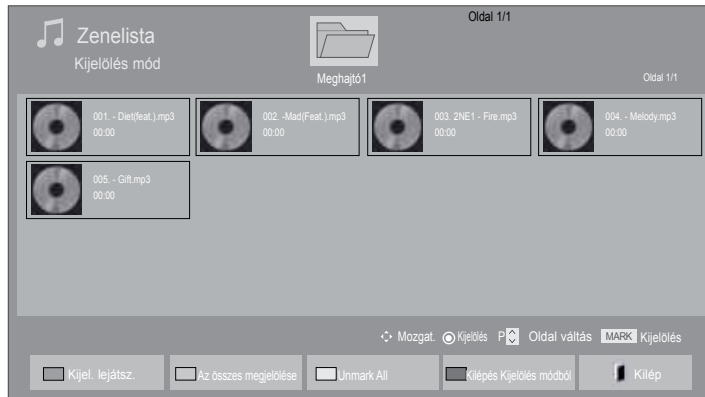 Zenelista
Oldal 1/1
Kijelölés mód
Meghajtó1
Oldal 1/1
001. - Diet(feat.).mp3
00:00
002. -Mad(Feat.).mp3
00:00
003. 2NE1 - Fire.mp3
00:00
004. - Melody.mp3
00:00
005. - Gift.mp3
00:00
Mozgat. Kijelölés P Oldal váltás MARK Kijelölés
Kijel. lejátsz. Az összes megjelölése Unmark All Kilépés Kijelölés módból Kilép